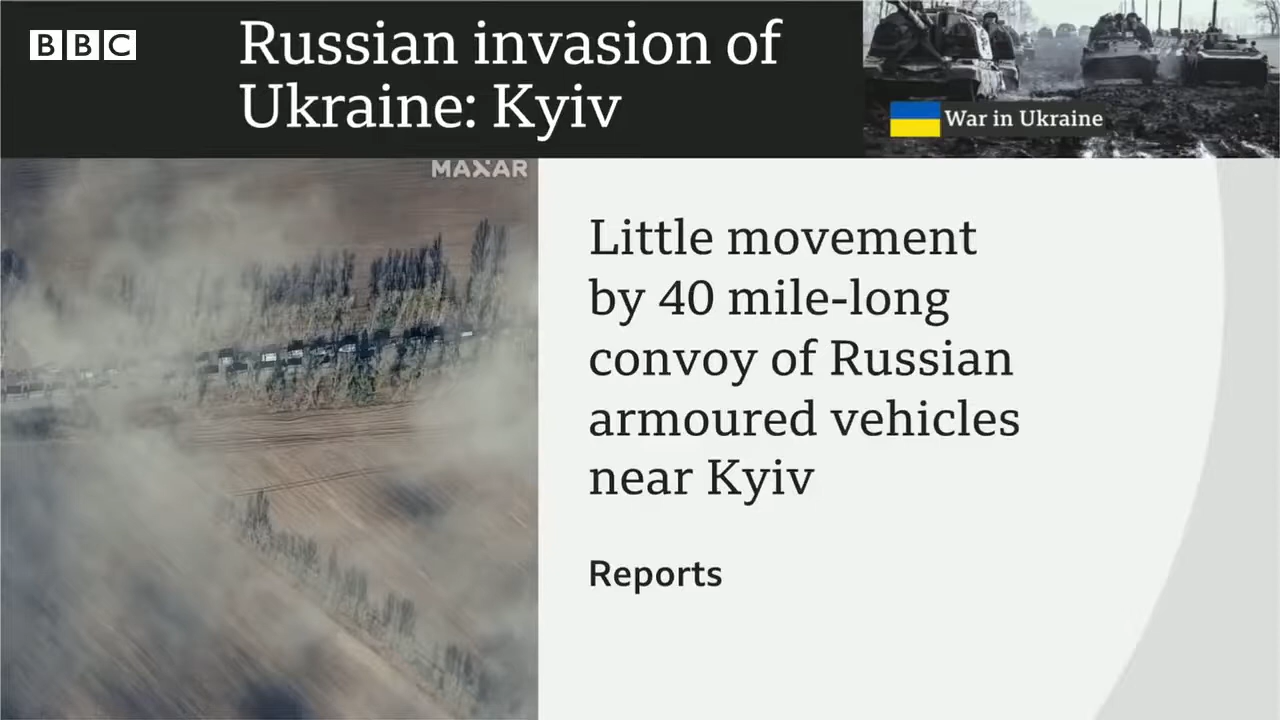 BBC
Russian invasion of
Ukraine: Kyiv
War in Ukraine
MAXAR
Little movement
by 40 mile-long
convoy of Russian
armoured vehicles
near Kyiv
Reports